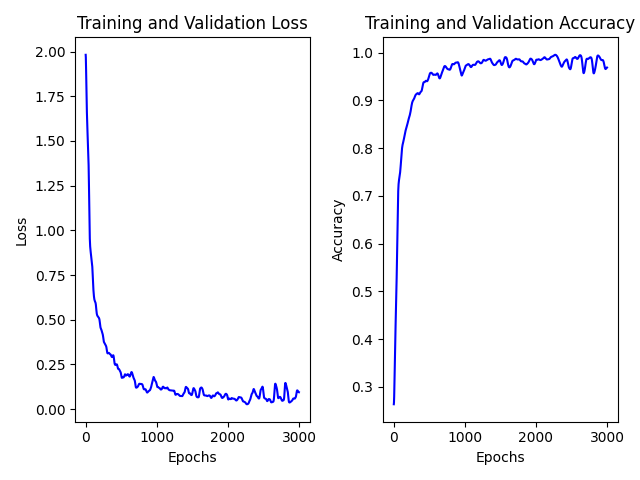 Training and Validation Loss
2.00
1.75
1.50
1.25
1.00
0.75
0.50
0.25
0.00
Loss
0 1000 2000 3000
Epochs
Training and Validation Accuracy
1.0
0.9
0.8
0.7
0.6
0.5
0.4
0.3
Accuracy
0 1000 2000 3000
Epochs